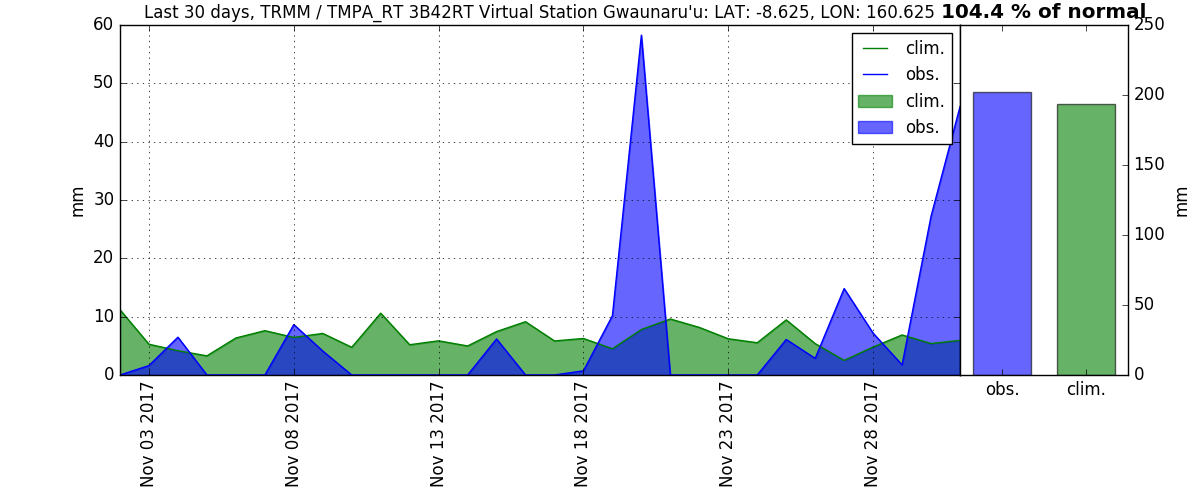 Last 30 days, TRMM / TMPA_RT 3B42RT Virtual Station Gwaunaru'u: LAT: -8.625, LON: 160.625 104.4 % of normal
60
50
40
30
20
10
0
mm
clim.
obs.
clim.
obs.
250
200
150
100
50
0
mm
obs.
clim.
Nov 03 2017
Nov 08 2017
Nov 13 2017
Nov 18 2017
Nov 23 2017
Nov 28 2017